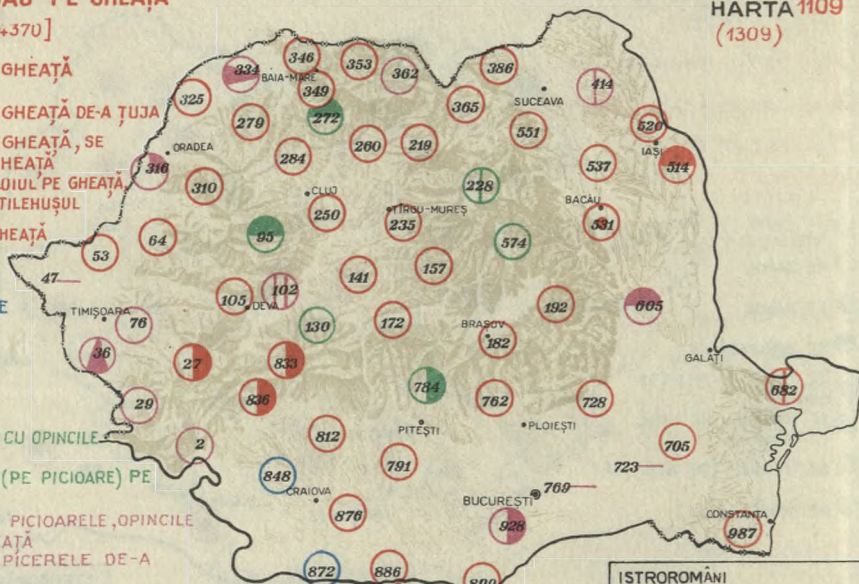 PE GHEAȚĂ
HARTA 1109
4370]
(1309)
GHEAȚĂ
GHEAȚĂ DE-A ȚUJA
GHEAȚĂ, SE
HEAȚĂ
PE GHEAȚĂ,
TILEHUȘUL
HEAȚĂ
CU OPINCILE
(PE PICIOARE) PE
PICIOARELE, OPINCILE
AȚĂ
PICERELE DE-A
334
BAIA-MARE
346
353
362
386
349
325
365
SUCEAVA
414
279
272
551
520
IAȘI
ORADEA
284
260
219
537
514
316
310
CLUJ
228
BACĂU
531
250
TÎRGU-MUREȘ
235
574
95
64
53
47
141
157
102
105
DEVA
192
605
TIMIȘOARA
76
130
172
BRAȘOV
182
GALAȚI
36
27
833
784
682
29
836
762
728
2
812
PITEȘTI
PLOIEȘTI
705
791
723
848
CRAIOVA
769
BUCUREȘTI
876
928
CONSTANȚA
987
872
886
ISTROROMÂNI